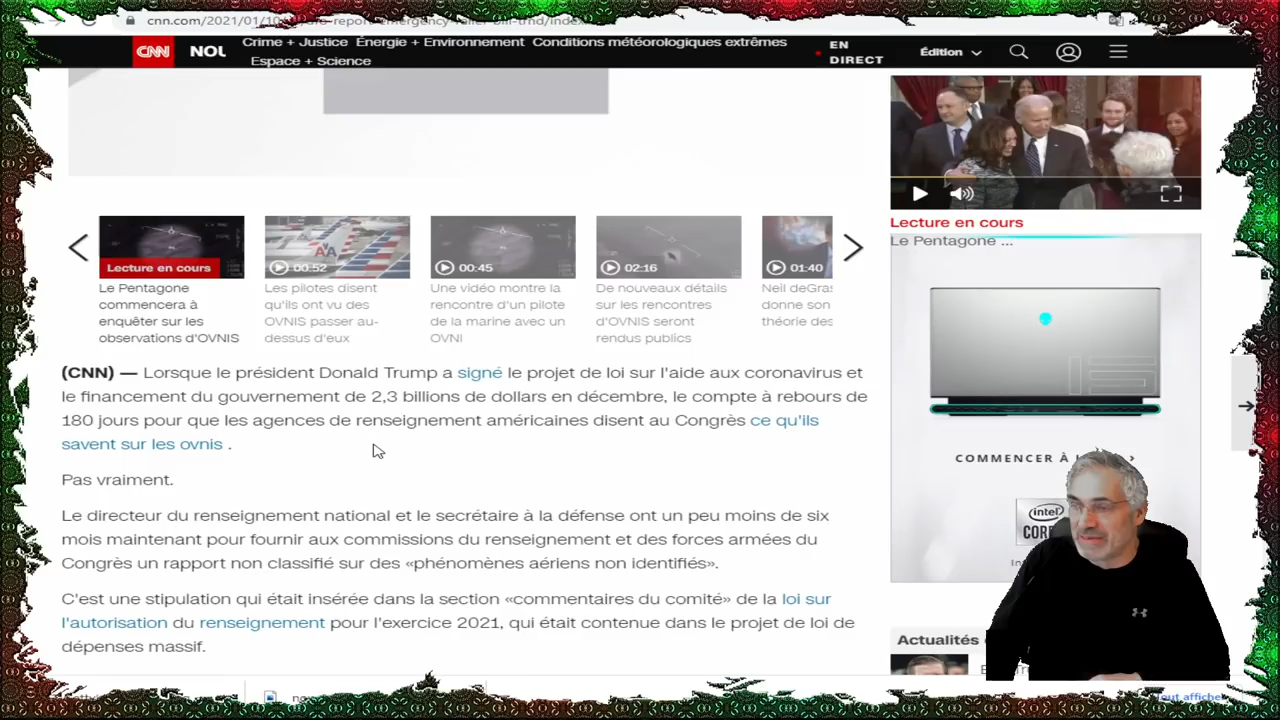 cnn.com/2021/01/10
CNN
NOU
Crime + Justice Énergie + Environnement Conditions météorologiques extrêmes
Espace + Science
EN
DIRECT
Édition
Lecture en cours
00:52
00:45
02:16
01:40
Le Pentagone
commencera à
enquêter sur les
observations d'OVNIS
Les pilotes disent
qu'ils ont vu des
OVNIS passer au-
dessus d'eux
Une vidéo montre la
rencontre d'un pilote
de la marine avec un
OVNI
De nouveaux détails
sur les rencontres
d'OVNIS seront
rendus publics
Neil deGras
donne son
théorie des
(CNN) — Lorsque le président Donald Trump a signé le projet de loi sur l'aide aux coronavirus et
le financement du gouvernement de 2,3 billions de dollars en décembre, le compte à rebours de
180 jours pour que les agences de renseignement américaines disent au Congrès ce qu'ils
savent sur les ovnis .
Pas vraiment.
Le directeur du renseignement national et le secrétaire à la défense ont un peu moins de six
mois maintenant pour fournir aux commissions du renseignement et des forces armées du
Congrès un rapport non classifié sur des «phénomènes aériens non identifiés».
C'est une stipulation qui était insérée dans la section «commentaires du comité» de la loi sur
l'autorisation du renseignement pour l'exercice 2021, qui était contenue dans le projet de loi de
dépenses massif.
Lecture en cours
Le Pentagone ...
COMMENCER À
intel
CORE
Actualités